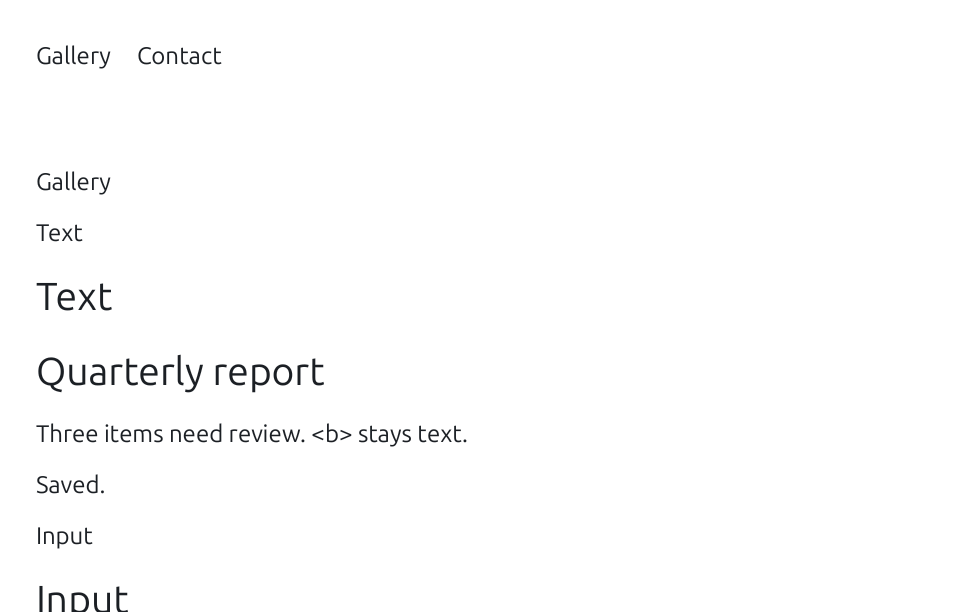 Gallery Contact
Gallery
Text
Text
Quarterly report
Three items need review. <b> stays text.
Saved.
Input
Input